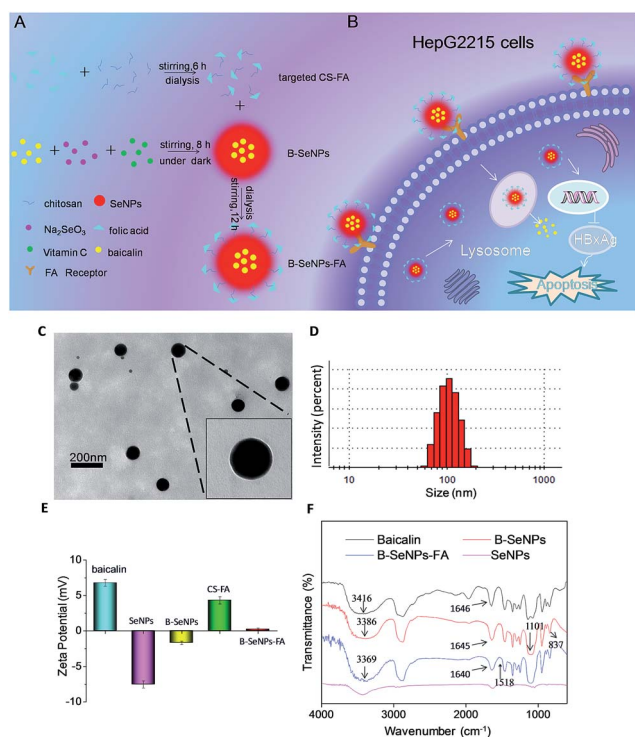 A
stirring,6 h
dialysis
targeted CS-FA
stirring, 8 h
under dark
B-SeNPs
dialysis
stirring,12 h
B-SeNPs-FA
chitosan
SeNPs
Na₂SeO₃
folic acid
Vitamin C
baicalin
FA Receptor
B
HepG2215 cells
Lysosome
HBxAg
Apoptosis
C
200nm
D
Intensity (percent)
10
100
1000
Size (nm)
E
Zeta Potential (mV)
10
5
0
-5
-10
baicalin
SeNPs
B-SeNPs
CS-FA
B-SeNPs-FA
F
Transmittance (%)
Baicalin
B-SeNPs
B-SeNPs-FA
SeNPs
3416
3386
3369
1646
1645
1640
1518
1101
837
4000
3000
2000
1000
Wavenumber (cm⁻¹)